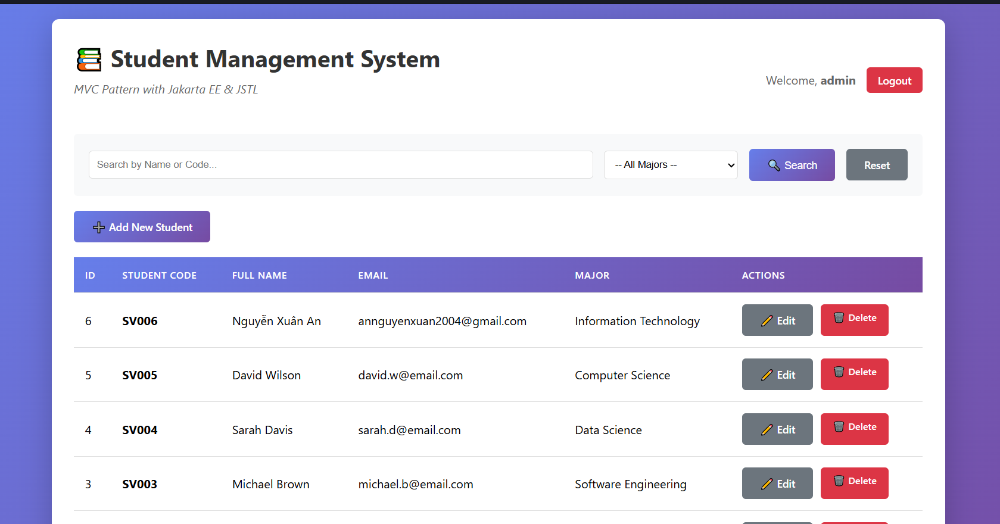 📚 Student Management System
MVC Pattern with Jakarta EE & JSTL
Welcome, admin Logout
Search by Name or Code... -- All Majors -- 🔍 Search Reset
➕ Add New Student
ID STUDENT CODE FULL NAME EMAIL MAJOR ACTIONS
6 SV006 Nguyễn Xuân An annguyenxuan2004@gmail.com Information Technology ✏️ Edit 🗑️ Delete
5 SV005 David Wilson david.w@email.com Computer Science ✏️ Edit 🗑️ Delete
4 SV004 Sarah Davis sarah.d@email.com Data Science ✏️ Edit 🗑️ Delete
3 SV003 Michael Brown michael.b@email.com Software Engineering ✏️ Edit 🗑️ Delete